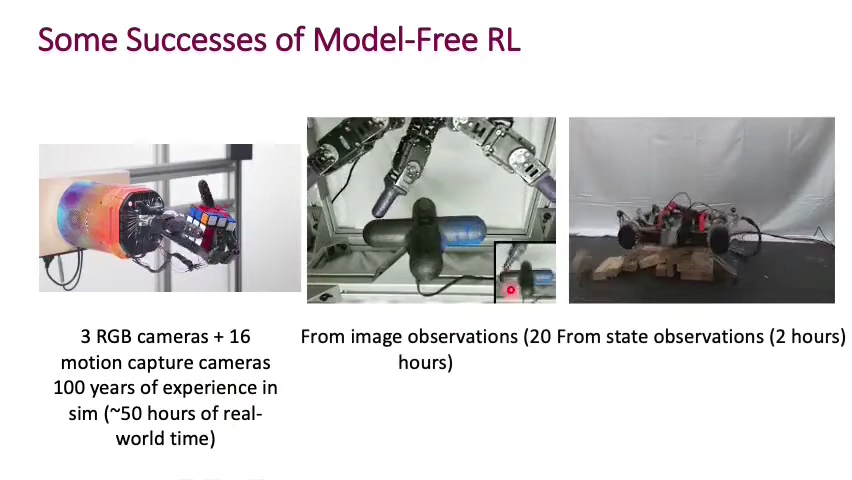 Some Successes of Model-Free RL
3 RGB cameras + 16
motion capture cameras
100 years of experience in
sim (~50 hours of real-
world time)
From image observations (20
hours)
From state observations (2 hours)